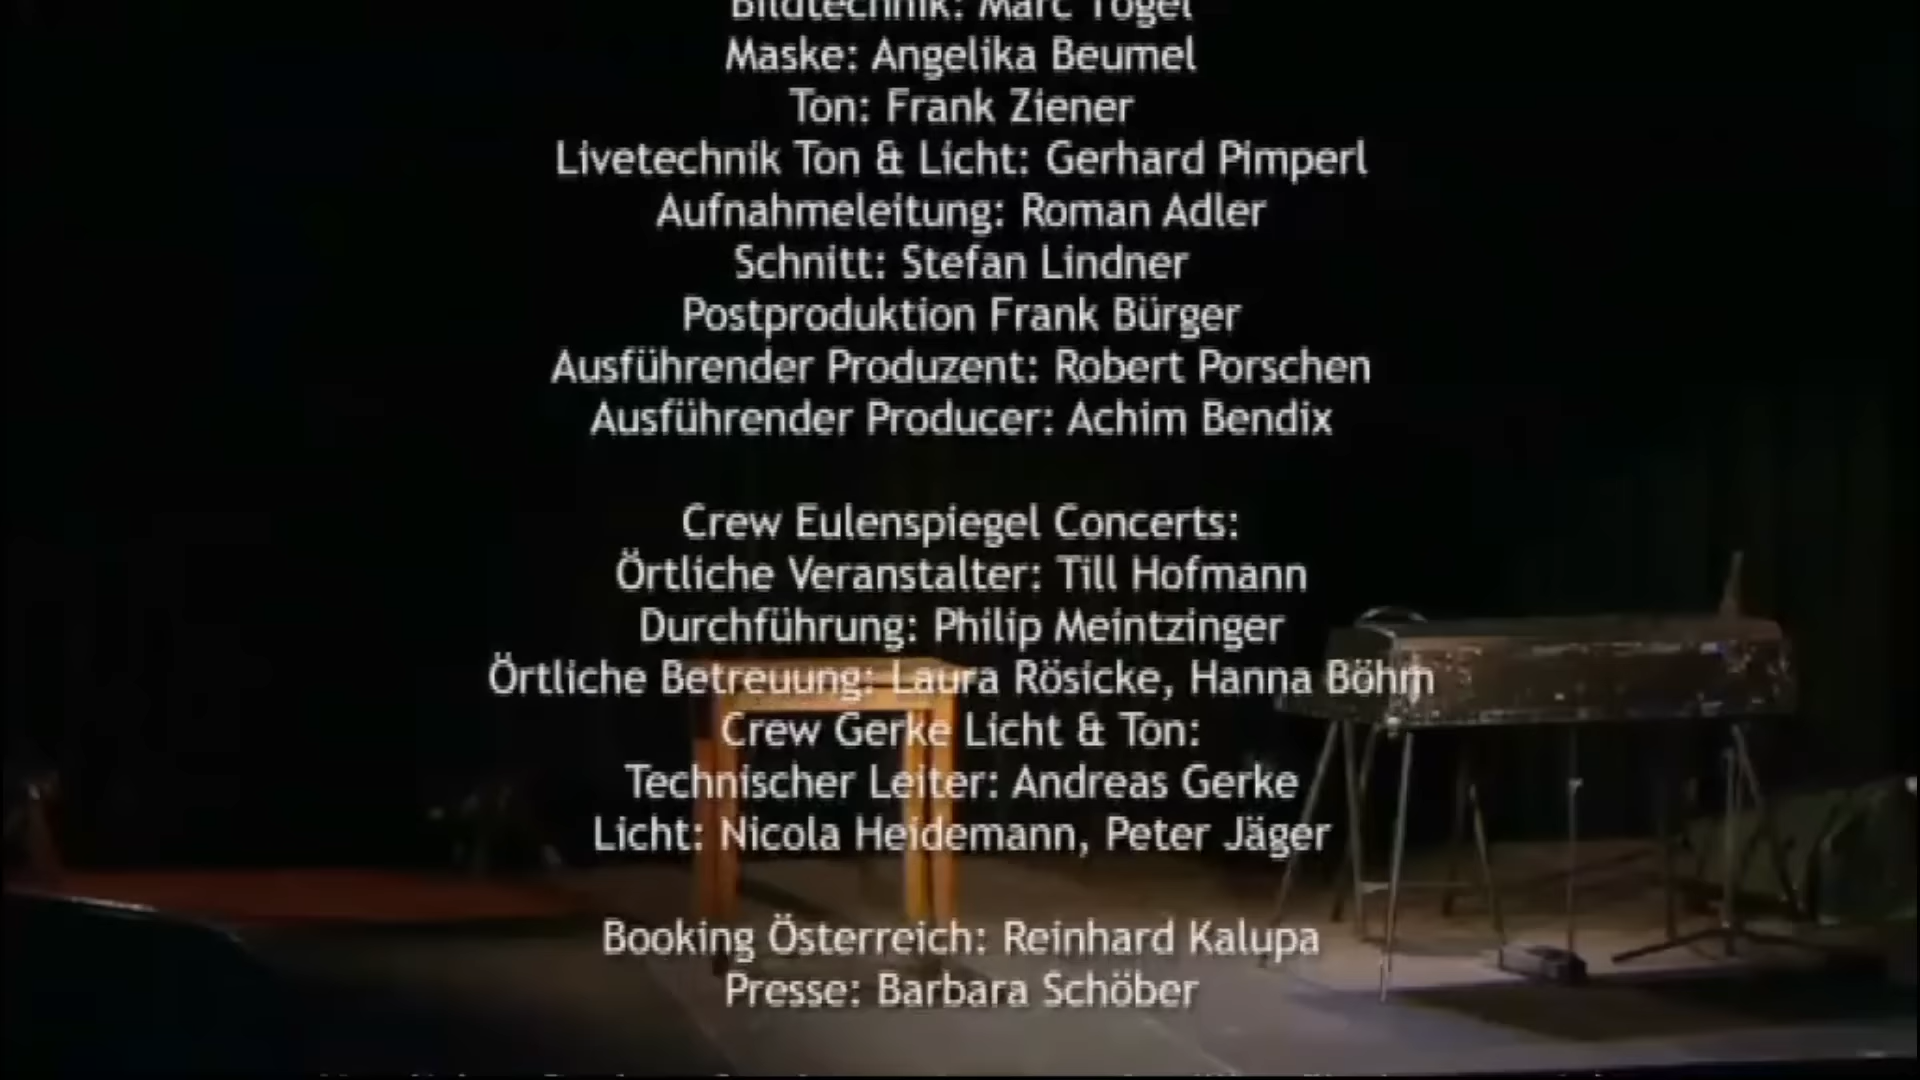 Bildtechnik: Marc Togel
Maske: Angelika Beumel
Ton: Frank Ziener
Livetechnik Ton & Licht: Gerhard Pimperl
Aufnahmeleitung: Roman Adler
Schnitt: Stefan Lindner
Postproduktion Frank Bürger
Ausführender Produzent: Robert Porschen
Ausführender Producer: Achim Bendix
Crew Eulenspiegel Concerts:
Örtliche Veranstalter: Till Hofmann
Durchführung: Philip Meintzinger
Örtliche Betreuung: Laura Rösicke, Hanna Böhm
Crew Gerke Licht & Ton:
Technischer Leiter: Andreas Gerke
Licht: Nicola Heidemann, Peter Jäger
Booking Österreich: Reinhard Kalupa
Presse: Barbara Schöber